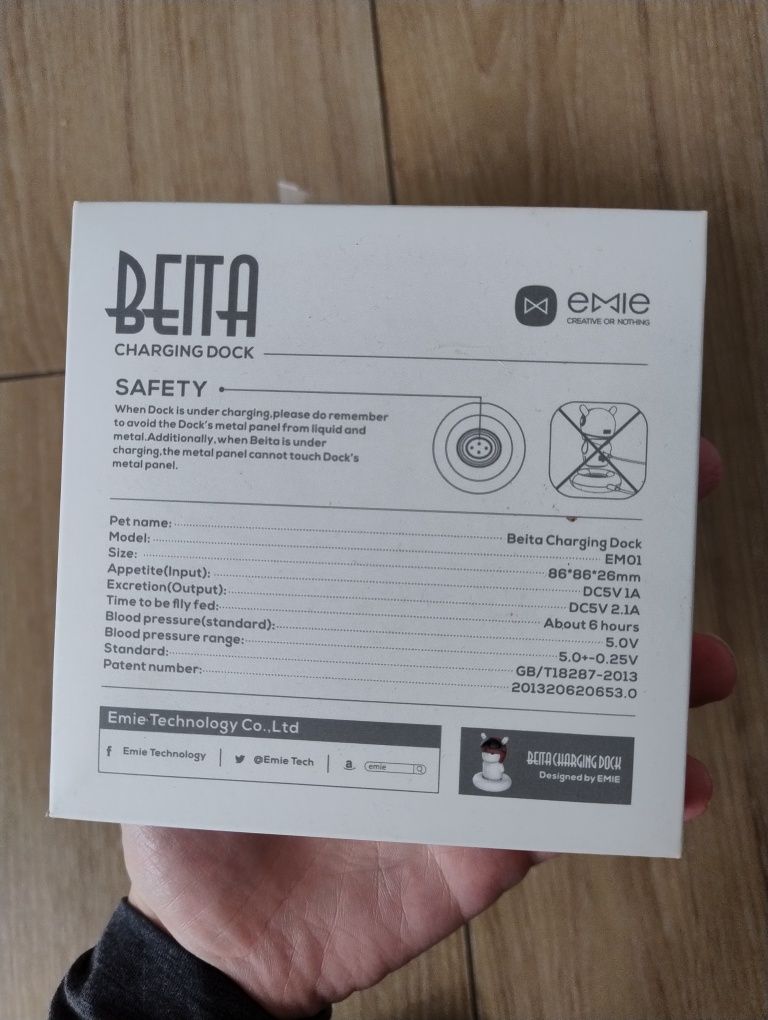 BEITA
CHARGING DOCK
emie
CREATIVE OR NOTHING
SAFETY
When Dock is under charging,please do remember
to avoid the Dock's metal panel from liquid and
metal.Additionally, when Beita is under
charging,the metal panel cannot touch Dock's
metal panel.
Pet name: Beita Charging Dock
Model: EM01
Size: 86*86*26mm
Appetite(Input): DC5V 1A
Excretion(Output): DC5V 2.1A
Time to be flly fed: About 6 hours
Blood pressure(standard): 5.0V
Blood pressure range: 5.0+-0.25V
Standard: GB/T18287-2013
Patent number: 201320620653.0
Emie Technology Co.,Ltd
f Emie Technology | @Emie Tech | a emie
BEITA CHARGING DOCK
Designed by EMIE